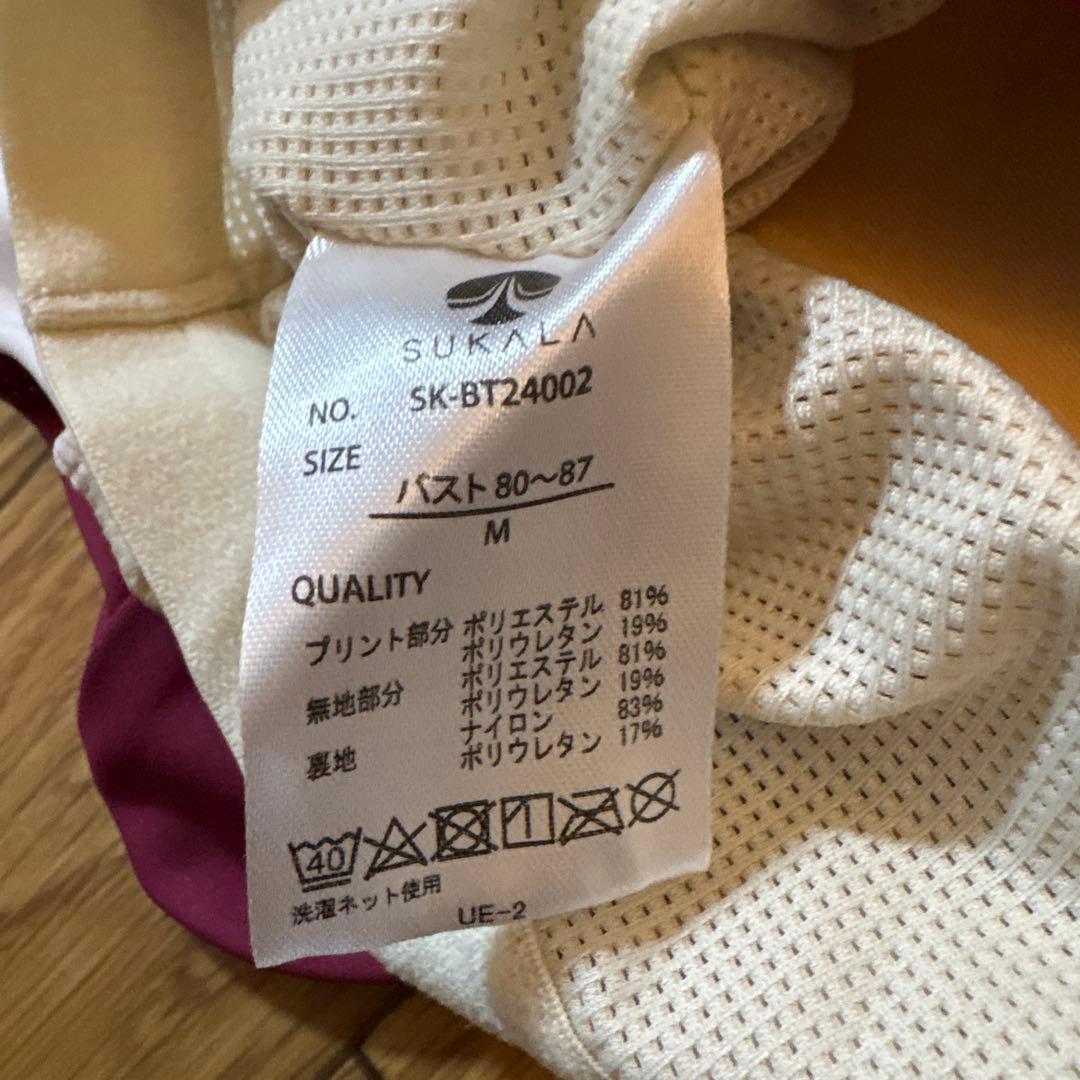 SUKALA
NO. SK-BT24002
SIZE
バスト 80〜87
M
QUALITY
プリント部分 ポリエステル 81%
ポリウレタン 19%
無地部分 ポリエステル 81%
ポリウレタン 19%
裏地 ナイロン 83%
ポリウレタン 17%
40
洗濯ネット使用
UE-2